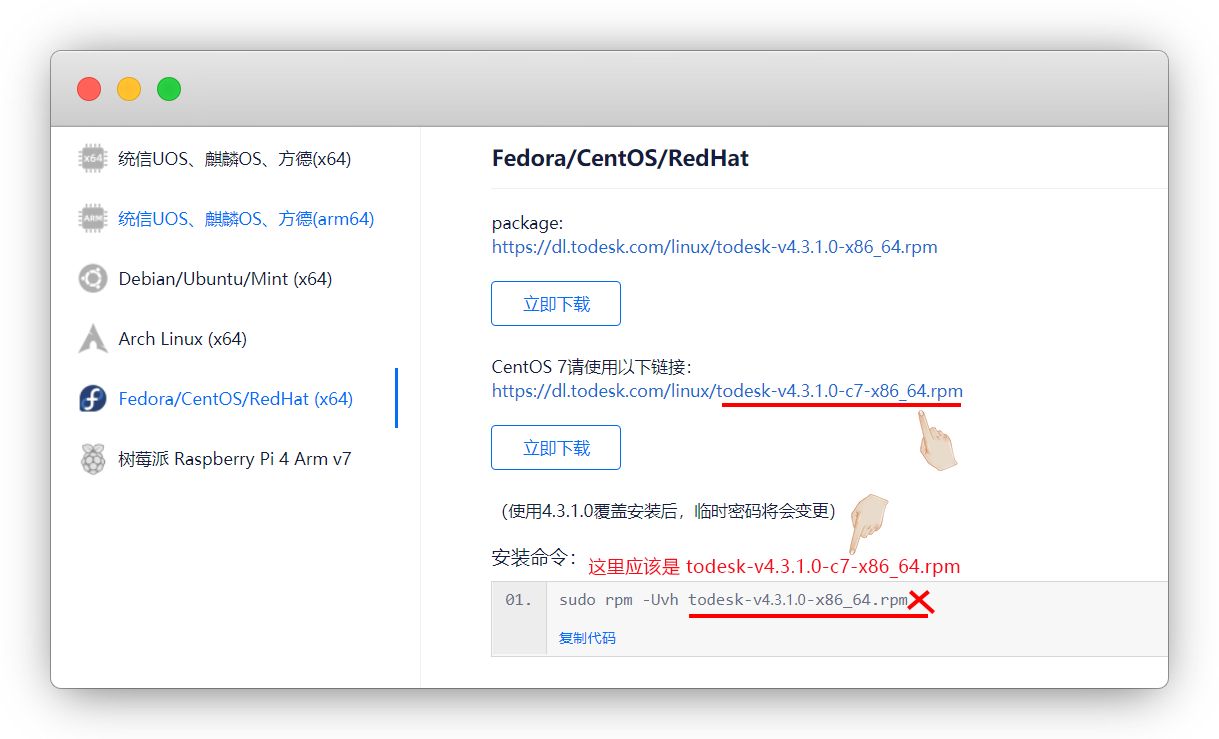 x64 统信UOS、麒麟OS、方德(x64)
ARM 统信UOS、麒麟OS、方德(arm64)
Debian/Ubuntu/Mint (x64)
Arch Linux (x64)
Fedora/CentOS/RedHat (x64)
树莓派 Raspberry Pi 4 Arm v7
Fedora/CentOS/RedHat
package:
https://dl.todesk.com/linux/todesk-v4.3.1.0-x86_64.rpm
立即下载
CentOS 7请使用以下链接：
https://dl.todesk.com/linux/todesk-v4.3.1.0-c7-x86_64.rpm
立即下载
（使用4.3.1.0覆盖安装后，临时密码将会变更）
安装命令：
这里应该是 todesk-v4.3.1.0-c7-x86_64.rpm
01. sudo rpm -Uvh todesk-v4.3.1.0-x86_64.rpm
复制代码